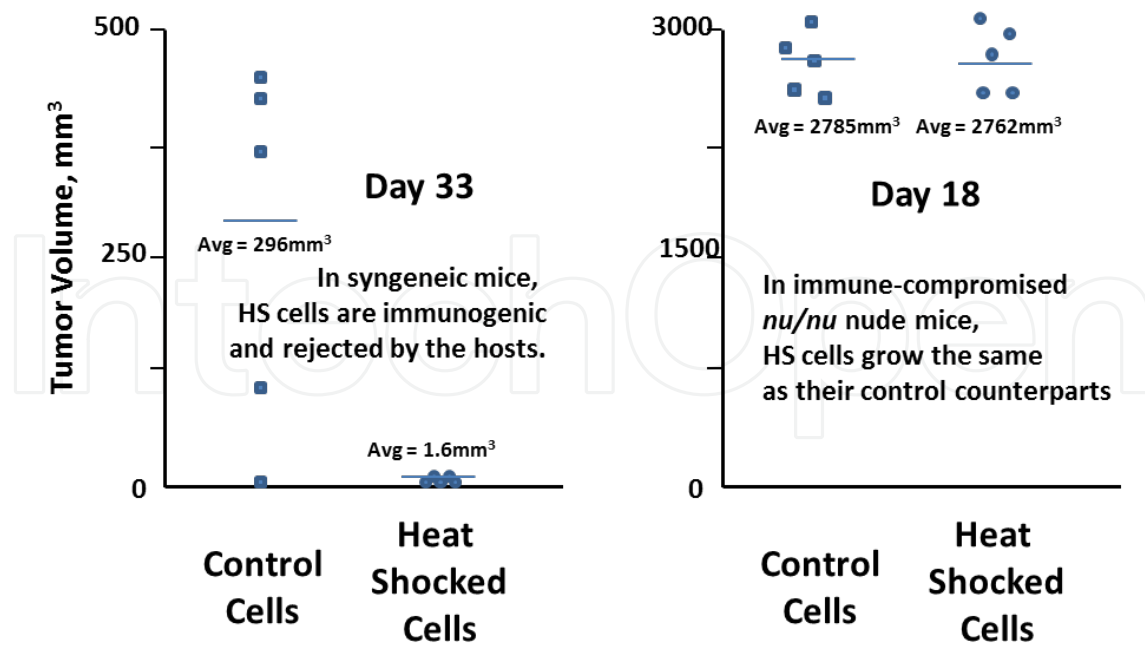 Tumor Volume, mm³
500
250
0
Day 33
Avg = 296mm³
In syngeneic mice,
HS cells are immunogenic
and rejected by the hosts.
Avg = 1.6mm³
Control
Cells
Heat
Shocked
Cells
3000
1500
0
Avg = 2785mm³
Avg = 2762mm³
Day 18
In immune-compromised
nu/nu nude mice,
HS cells grow the same
as their control counterparts
Control
Cells
Heat
Shocked
Cells
IntechOpen